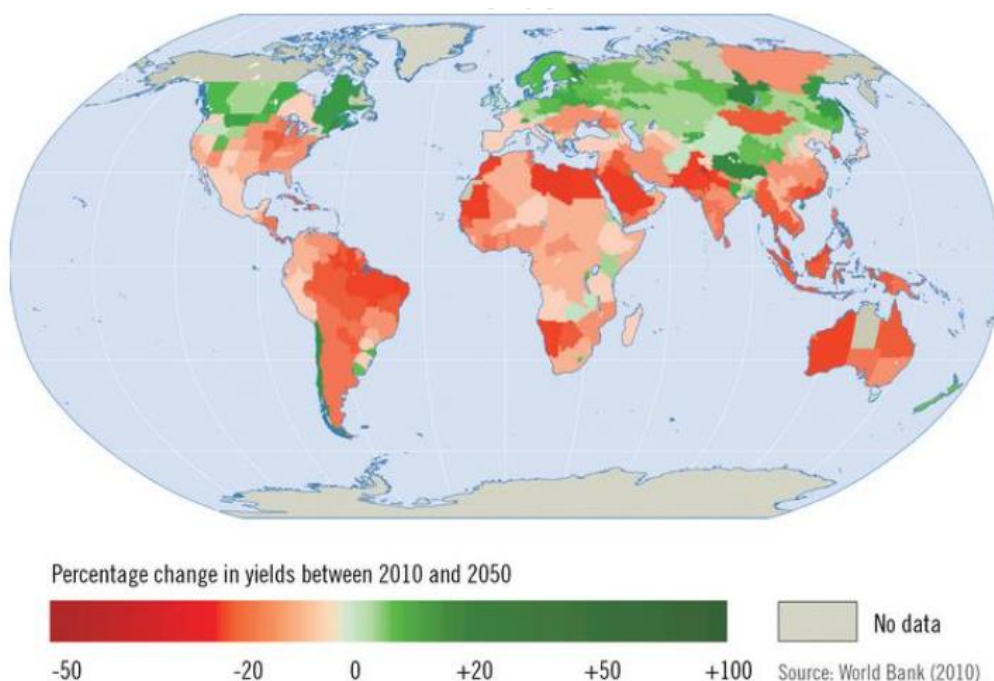 Percentage change in yields between 2010 and 2050
-50 -20 0 +20 +50 +100
No data
Source: World Bank (2010)